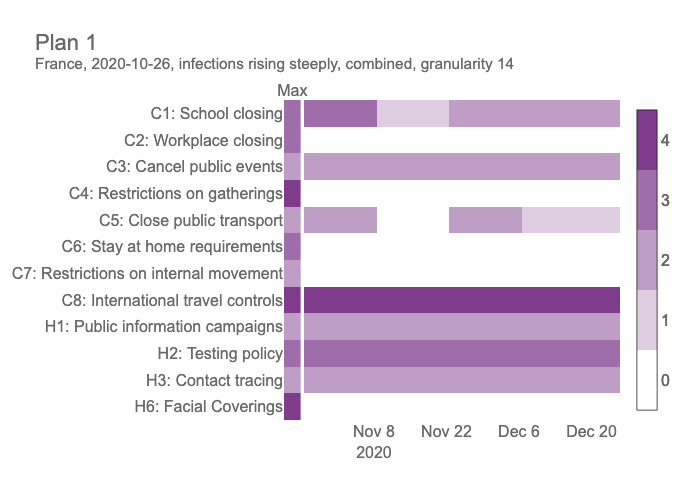 Plan 1
France, 2020-10-26, infections rising steeply, combined, granularity 14
Max
C1: School closing
C2: Workplace closing
C3: Cancel public events
C4: Restrictions on gatherings
C5: Close public transport
C6: Stay at home requirements
C7: Restrictions on internal movement
C8: International travel controls
H1: Public information campaigns
H2: Testing policy
H3: Contact tracing
H6: Facial Coverings
4
3
2
1
0
Nov 8 Nov 22 Dec 6 Dec 20
2020